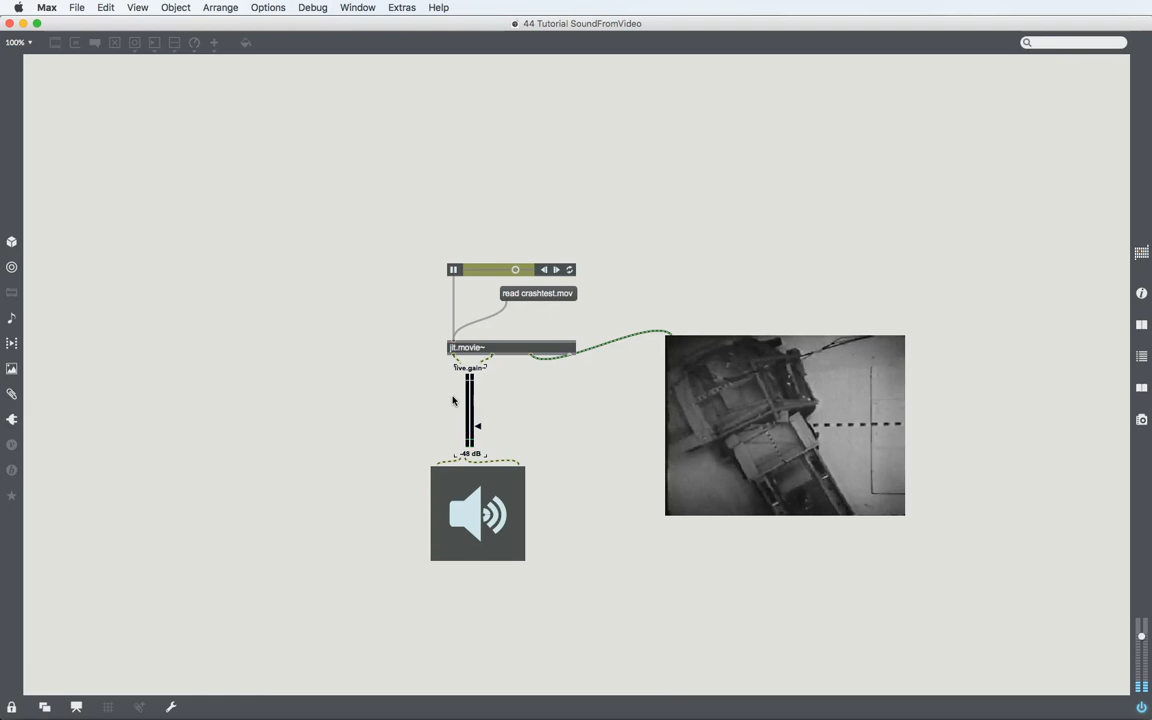 Max File Edit View Object Arrange Options Debug Window Extras Help
44 Tutorial SoundFromVideo
100%
read crashtest.mov
jit.movie~
live.gain~
-48 dB